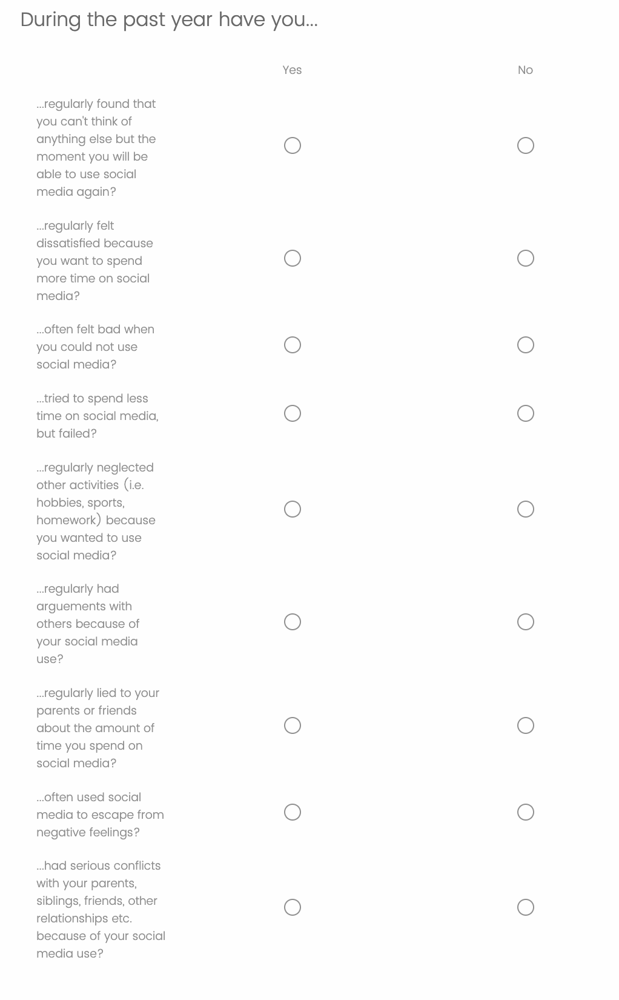 During the past year have you...
Yes No
...regularly found that
you can't think of
anything else but the
moment you will be
able to use social
media again?
...regularly felt
dissatisfied because
you want to spend
more time on social
media?
...often felt bad when
you could not use
social media?
...tried to spend less
time on social media,
but failed?
...regularly neglected
other activities (i.e.
hobbies, sports,
homework) because
you wanted to use
social media?
...regularly had
arguements with
others because of
your social media
use?
...regularly lied to your
parents or friends
about the amount of
time you spend on
social media?
...often used social
media to escape from
negative feelings?
...had serious conflicts
with your parents,
siblings, friends, other
relationships etc.
because of your social
media use?